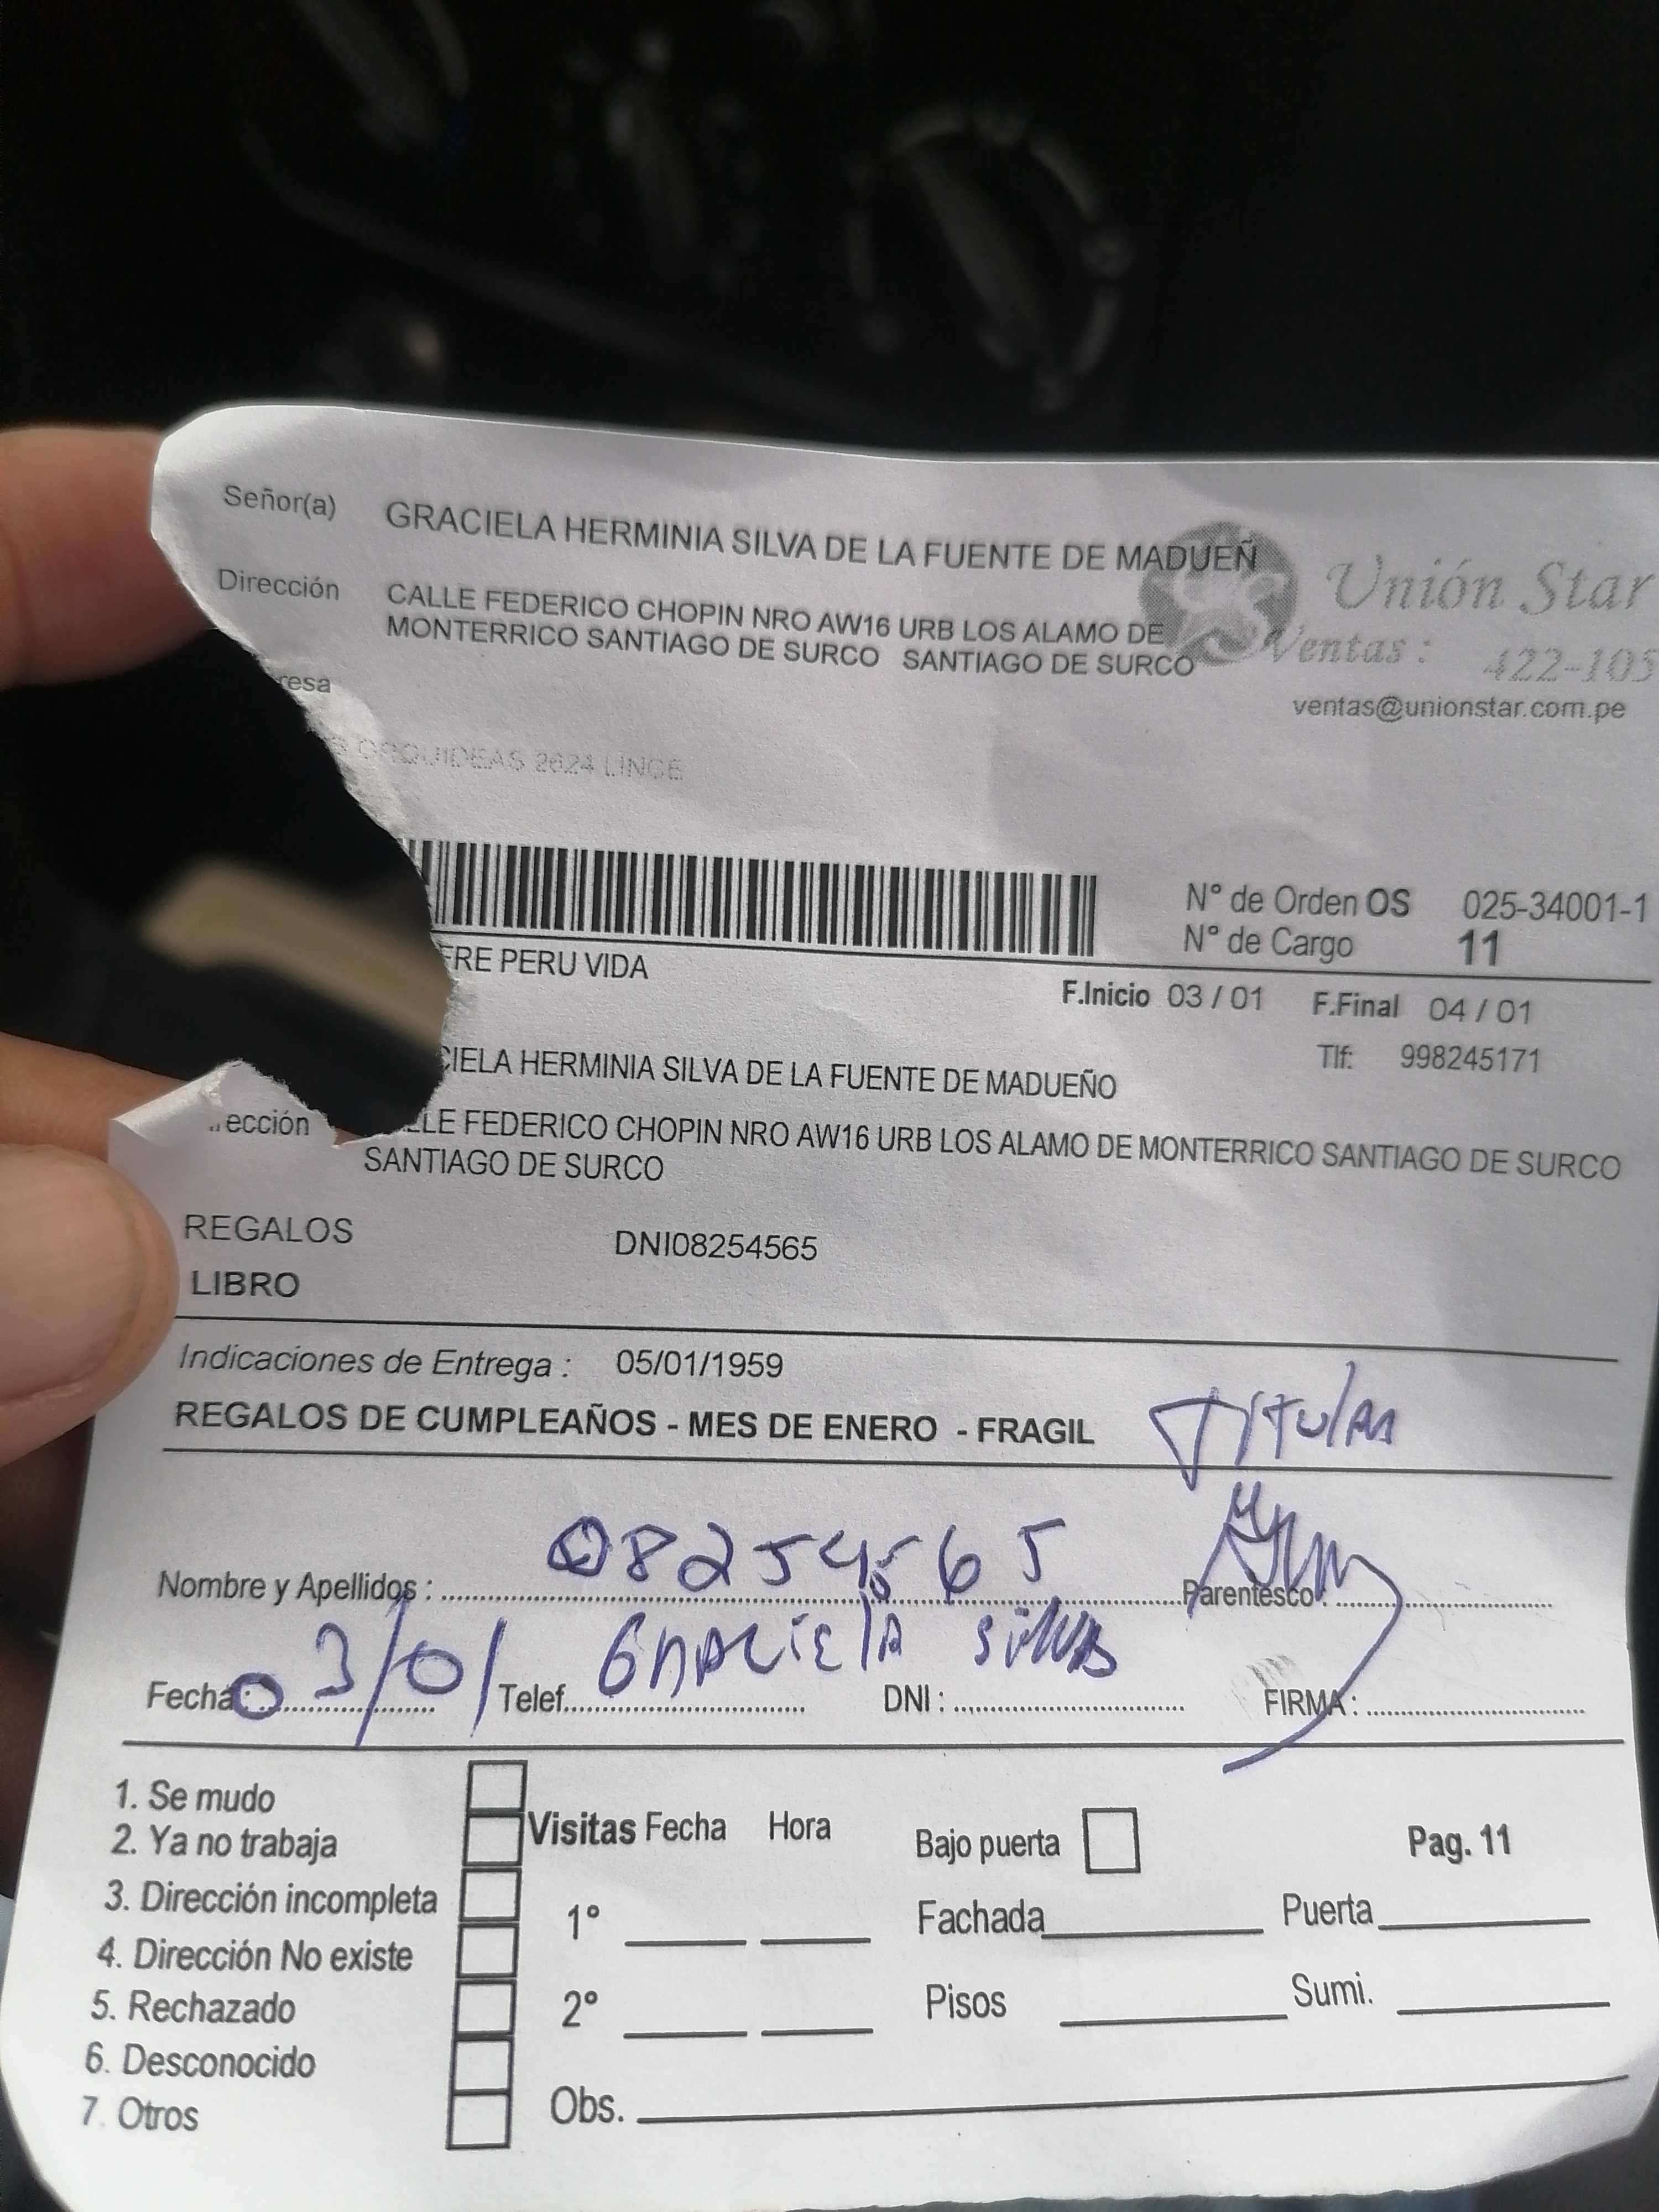 Señor(a) GRACIELA HERMINIA SILVA DE LA FUENTE DE MADUEÑ
Unión Star
Dirección CALLE FEDERICO CHOPIN NRO AW16 URB LOS ALAMO DE
MONTERRICO SANTIAGO DE SURCO SANTIAGO DE SURCO
Ventas : 422-105
resa
ventas@unionstar.com.pe
ORQUIDEAS 2624 LINCE
N° de Orden OS 025-34001-1
N° de Cargo 11
FRE PERU VIDA
F.Inicio 03 / 01 F.Final 04 / 01
Tlf: 998245171
CIELA HERMINIA SILVA DE LA FUENTE DE MADUEÑO
ección LLE FEDERICO CHOPIN NRO AW16 URB LOS ALAMO DE MONTERRICO SANTIAGO DE SURCO
SANTIAGO DE SURCO
REGALOS DNI08254565
LIBRO
Indicaciones de Entrega : 05/01/1959
REGALOS DE CUMPLEAÑOS - MES DE ENERO - FRAGIL Titular
Nombre y Apellidos : 08254565 Parentesco :
Fecha : 03/01 Telef. Graciela Silva DNI : FIRMA :
1. Se mudo
2. Ya no trabaja
3. Dirección incompleta
4. Dirección No existe
5. Rechazado
6. Desconocido
7. Otros
Visitas Fecha Hora
1°
2°
Obs.
Bajo puerta
Pag. 11
Fachada Puerta
Pisos Sumi.